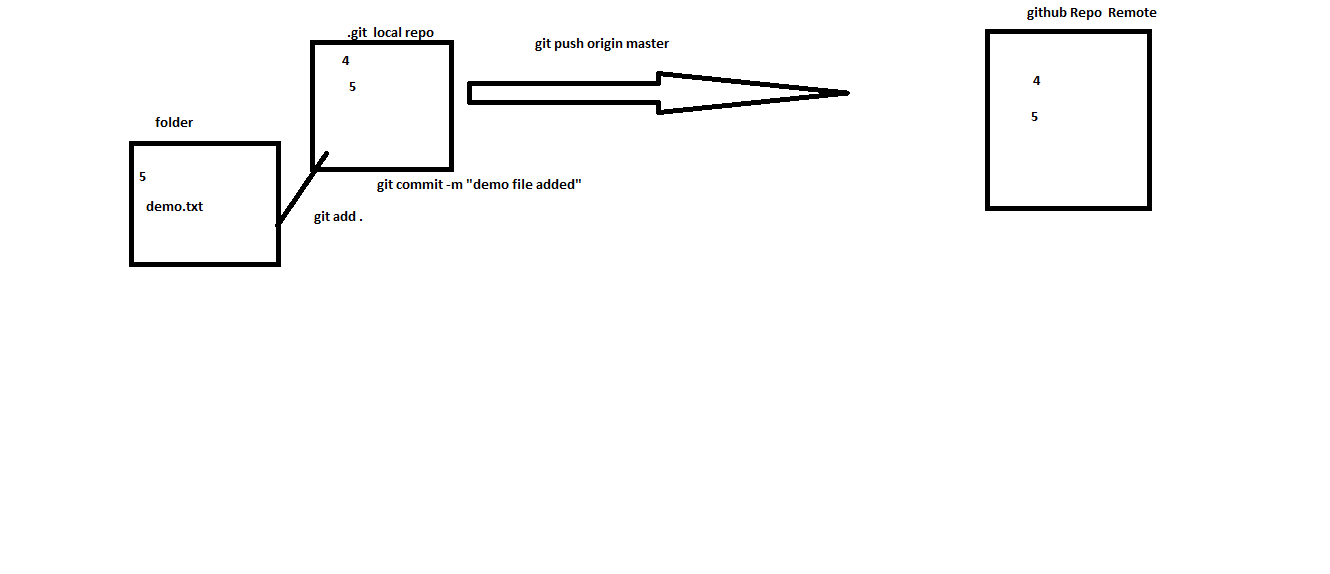 github Repo  Remote
.git  local repo
git push origin master
4
5
4
5
folder
5
demo.txt
git commit -m "demo file added"
git add .